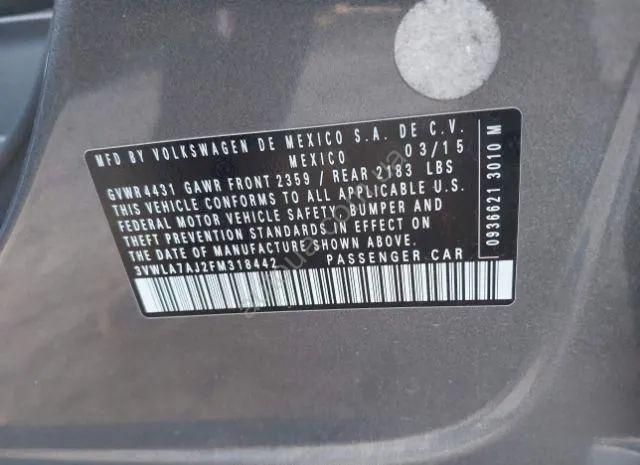 MFD BY VOLKSWAGEN DE MEXICO S.A. DE C.V.
MEXICO 03/15
GVWR4431 GAWR FRONT 2359 / REAR 2183 LBS
THIS VEHICLE CONFORMS TO ALL APPLICABLE U.S.
FEDERAL MOTOR VEHICLE SAFETY, BUMPER AND
THEFT PREVENTION STANDARDS IN EFFECT ON
THE DATE OF MANUFACTURE SHOWN ABOVE
3VWLA7AJ2FM318442 PASSENGER CAR
0936621 3010 M